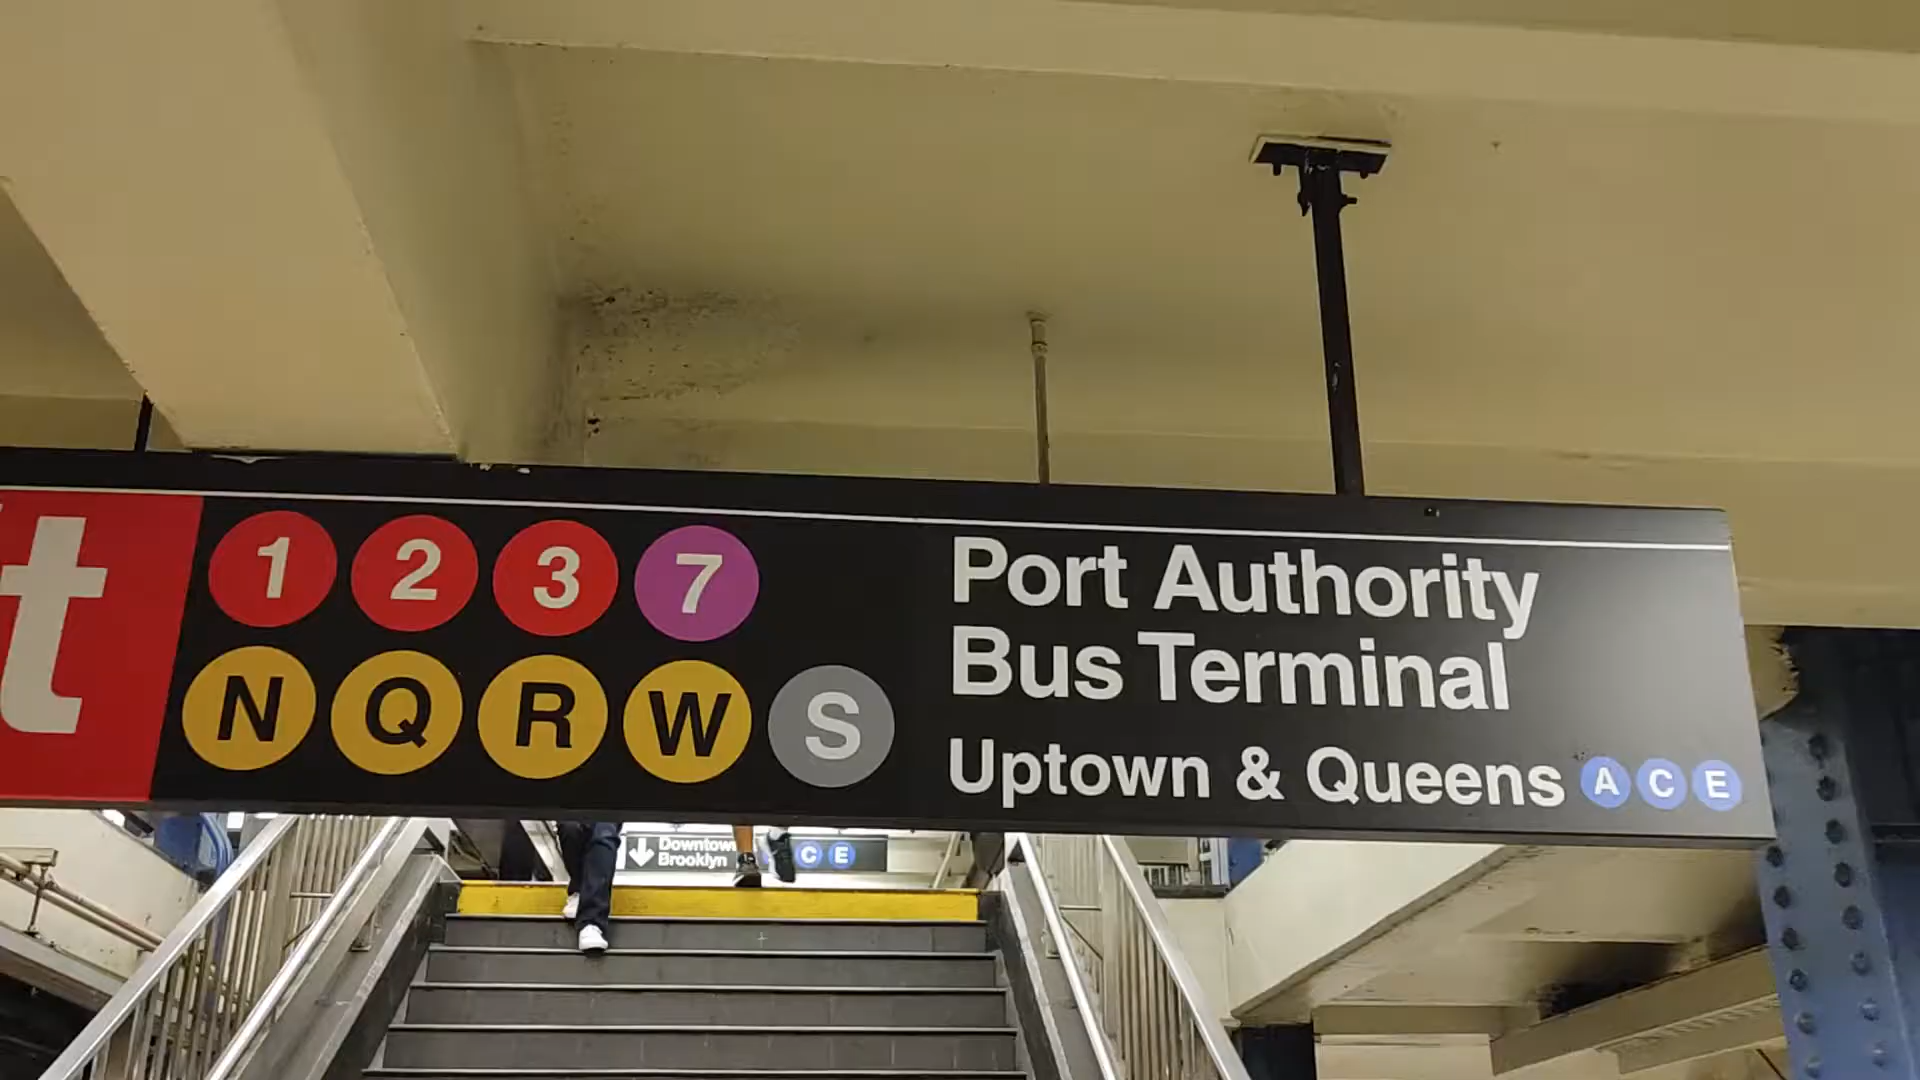 t
1 2 3 7
N Q R W S
Port Authority
Bus Terminal
Uptown & Queens A C E
Downtown
Brooklyn
C E